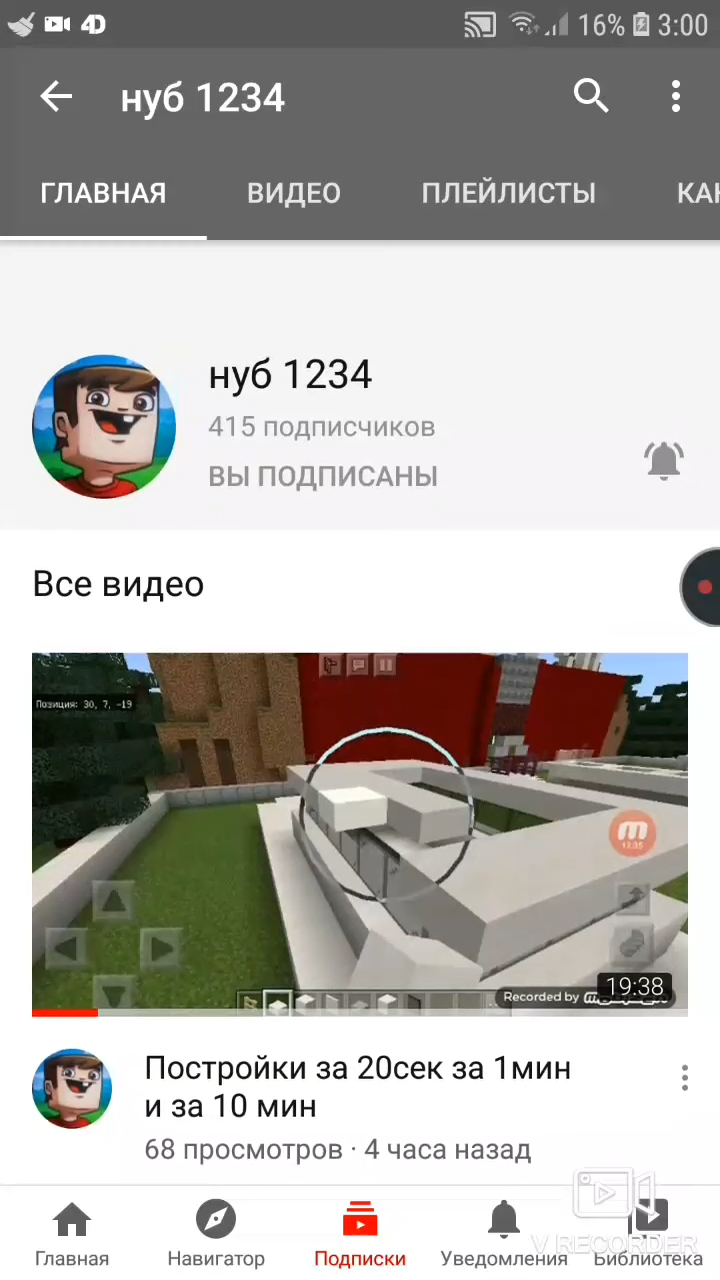 4D 16% 3:00
нуб 1234
ГЛАВНАЯ ВИДЕО ПЛЕЙЛИСТЫ КАН
нуб 1234
415 подписчиков
ВЫ ПОДПИСАНЫ
Все видео
Позиция: 30, 7, -19
19:38
Recorded by
Постройки за 20сек за 1мин
и за 10 мин
68 просмотров · 4 часа назад
Главная Навигатор Подписки Уведомления Библиотека
V RECORDER